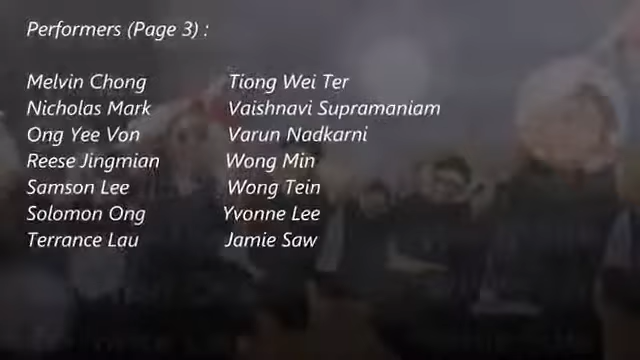 Performers (Page 3) :
Melvin Chong Tiong Wei Ter
Nicholas Mark Vaishnavi Supramaniam
Ong Yee Von Varun Nadkarni
Reese Jingmian Wong Min
Samson Lee Wong Tein
Solomon Ong Yvonne Lee
Terrance Lau Jamie Saw